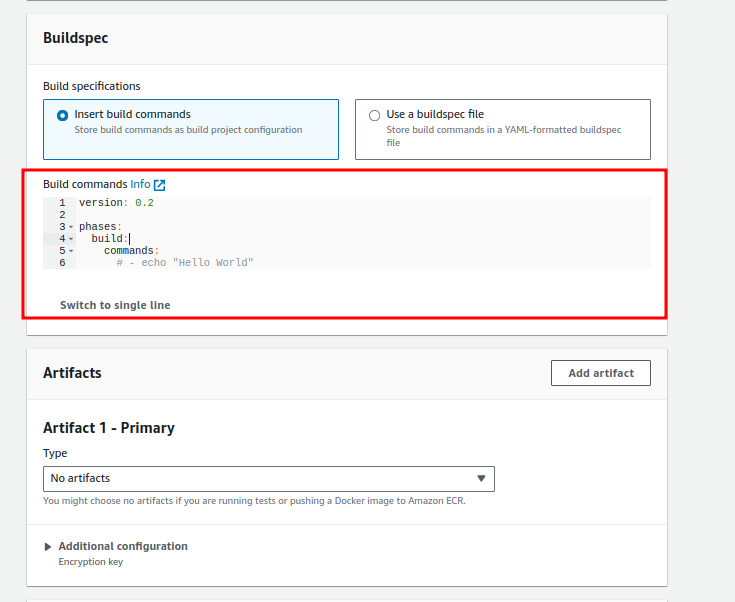 Buildspec
Build specifications
Insert build commands
Store build commands as build project configuration
Use a buildspec file
Store build commands in a YAML-formatted buildspec
file
Build commands Info
1 version: 0.2
2
3 phases:
4 build:
5 commands:
6 # - echo "Hello World"
Switch to single line
Artifacts
Add artifact
Artifact 1 - Primary
Type
No artifacts
You might choose no artifacts if you are running tests or pushing a Docker image to Amazon ECR.
Additional configuration
Encryption key